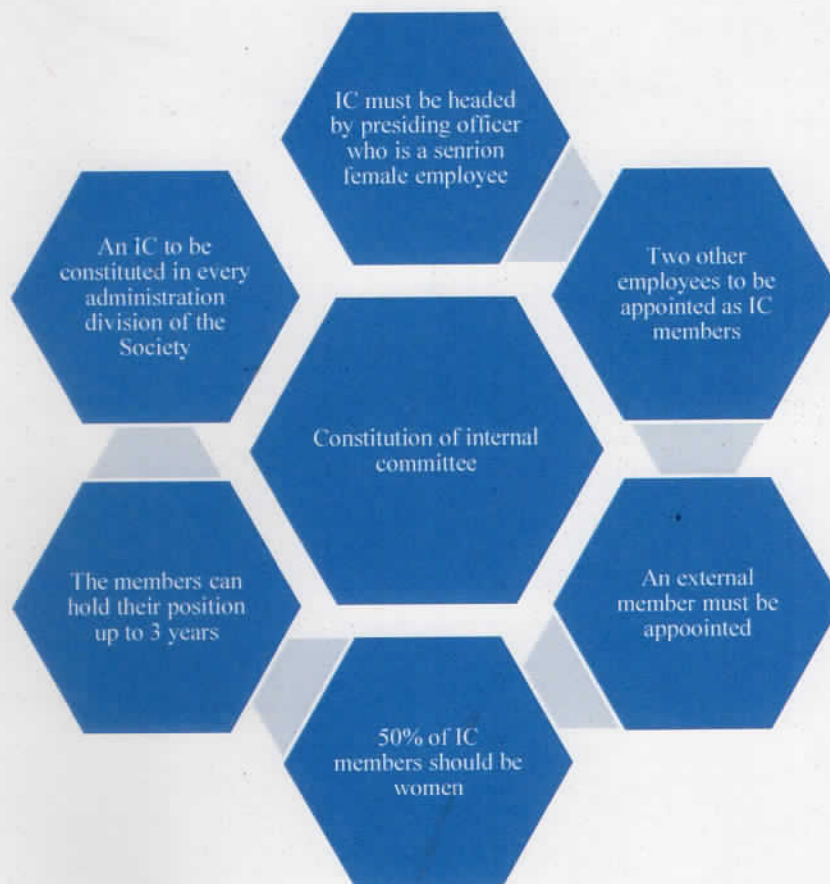 IC must be headed
by presiding officer
who is a senrion
female employee
Two other
employees to be
appointed as IC
members
An external
member must be
appoointed
50% of IC
members should be
women
The members can
hold their position
up to 3 years
An IC to be
constituted in every
administration
division of the
Society
Constitution of internal
committee